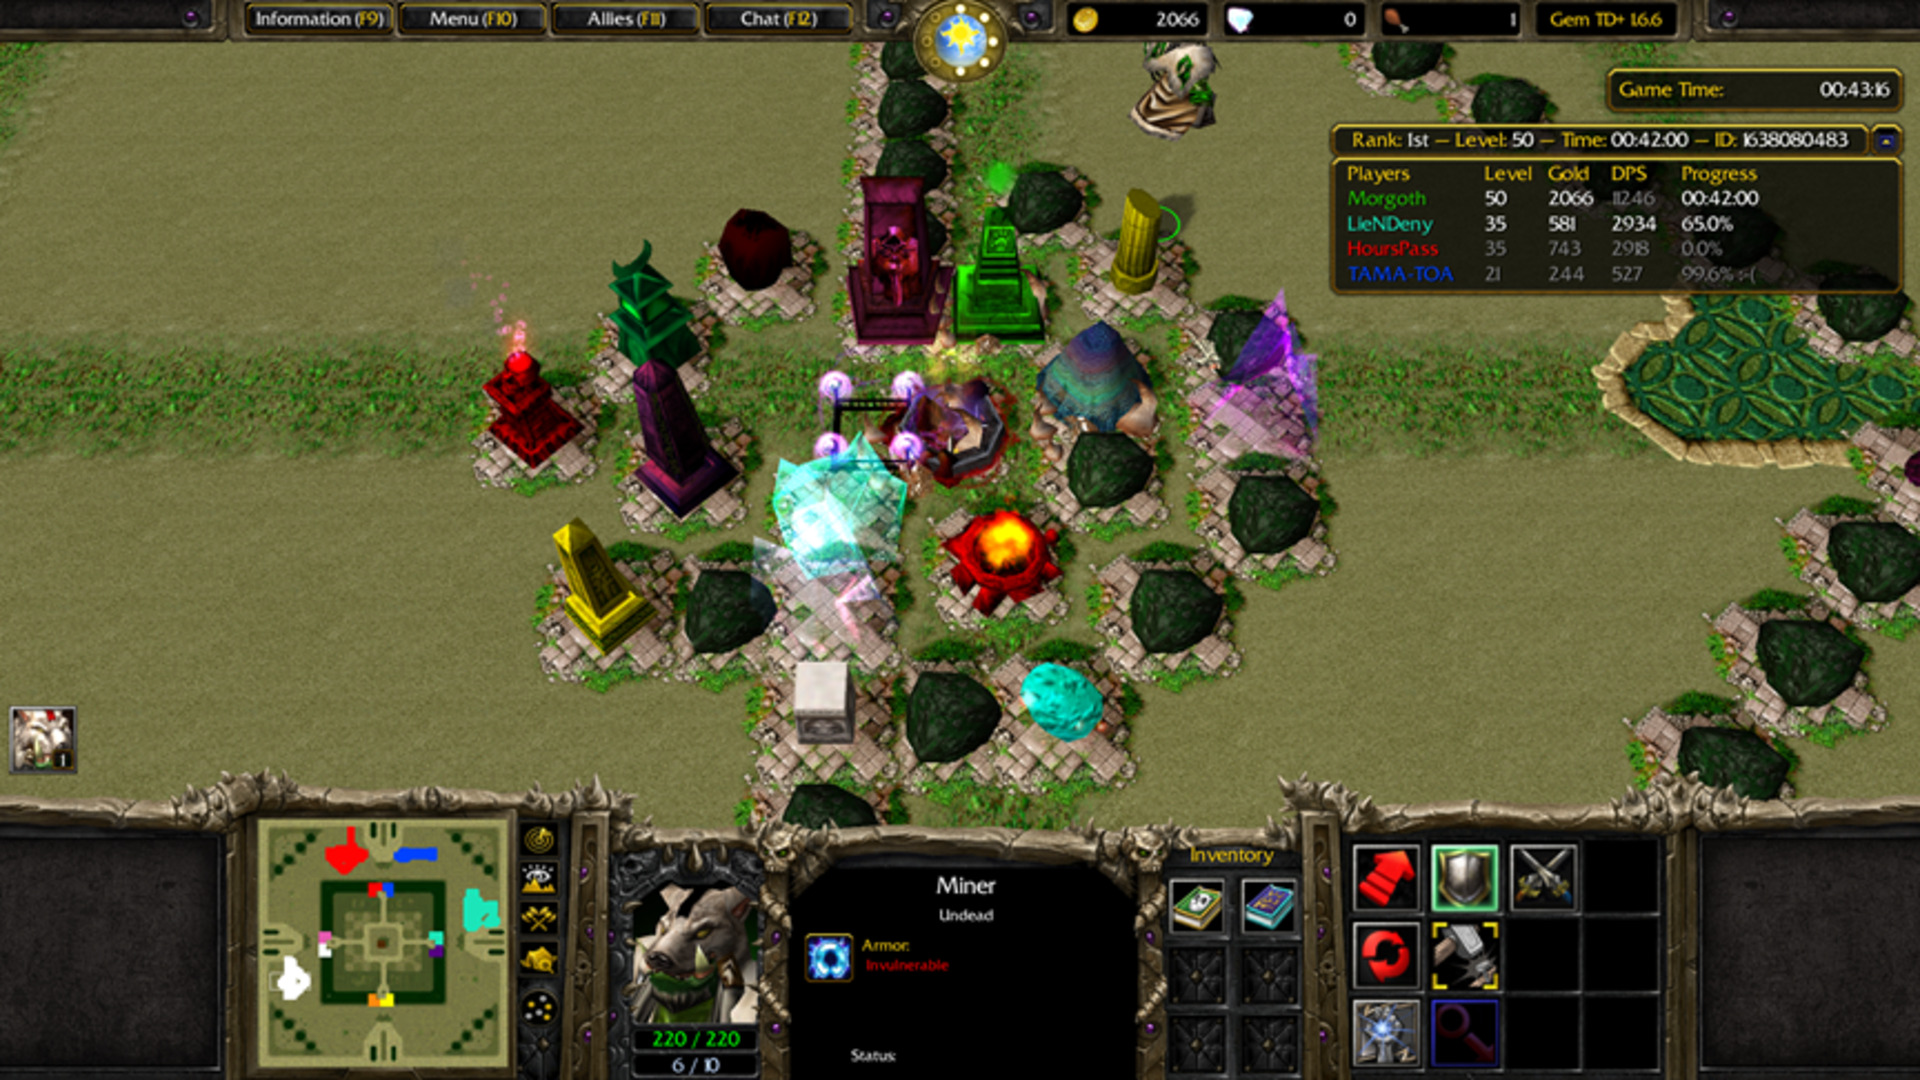 Information (F9) Menu (F10) Allies (F11) Chat (F12) 2066 0 1 Gem TD+ 1.6.6
Game Time: 00:43:16
Rank: 1st — Level: 50 — Time: 00:42:00 — ID: 1638080483
Players Level Gold DPS Progress
Morgoth 50 2066 11246 00:42:00
LieNDeny 35 581 2934 65.0%
HoursPass 35 743 2918 0.0%
TAMA-TOA 21 244 527 99.6% :-(
1
Inventory
Miner
Undead
Armor:
Invulnerable
220 / 220
6 / 10
Status: